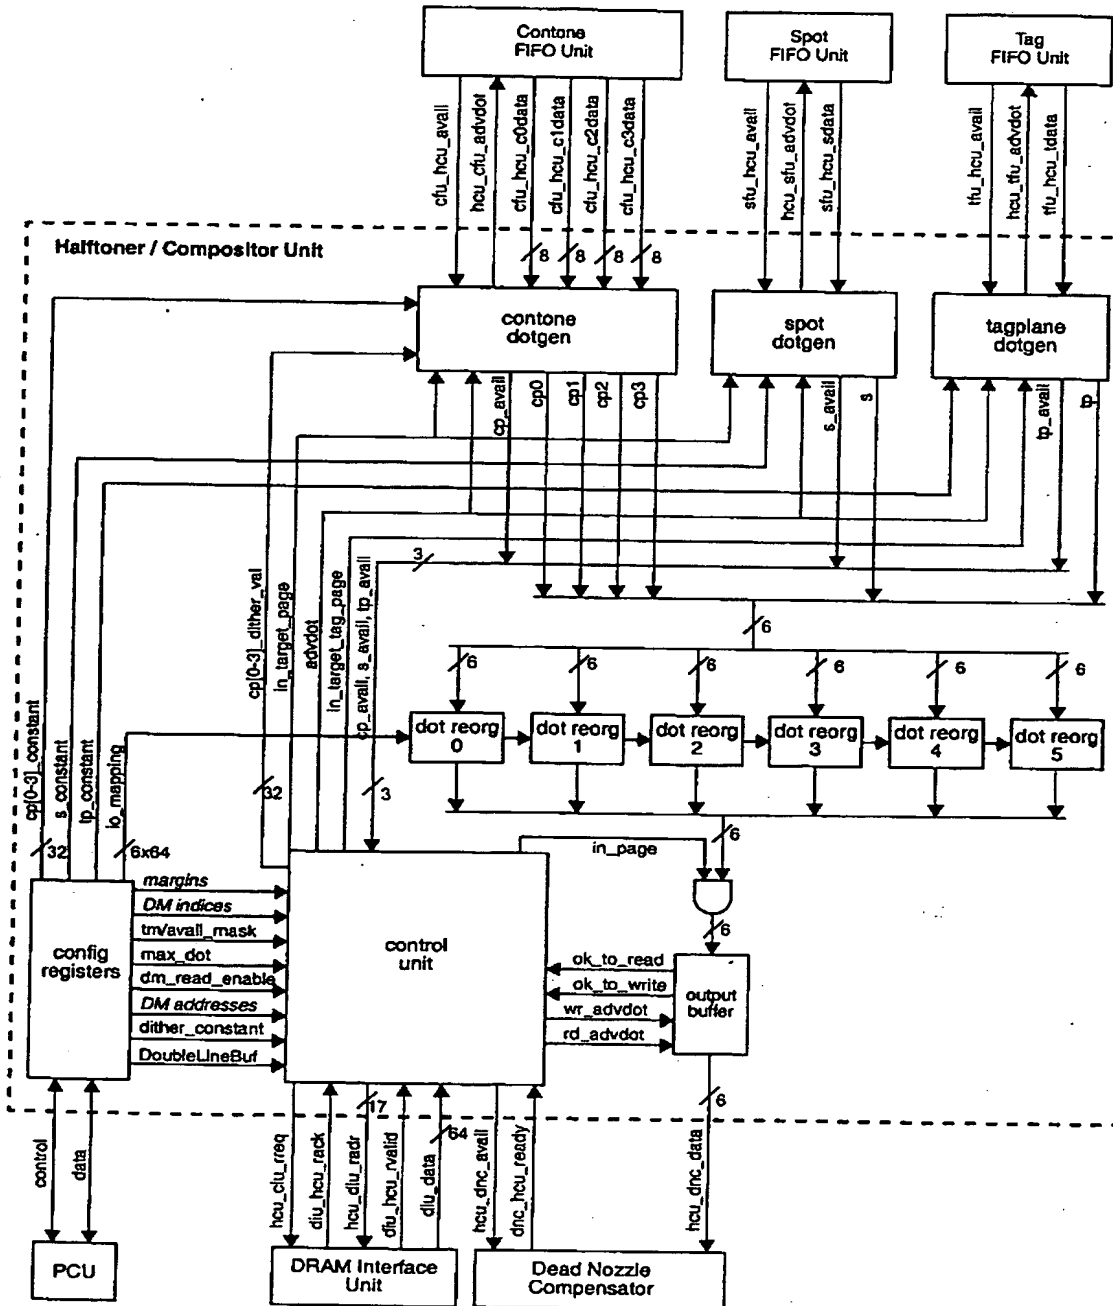 Contone
FIFO Unit
Spot
FIFO Unit
Tag
FIFO Unit
cfu_hcu_avail
hcu_cfu_advdot
cfu_hcu_c0data
cfu_hcu_c1data
cfu_hcu_c2data
cfu_hcu_c3data
sfu_hcu_avail
hcu_sfu_advdot
sfu_hcu_sdata
tfu_hcu_avail
hcu_tfu_advdot
tfu_hcu_tdata
Halftoner / Compositor Unit
8
8
8
8
contone
dotgen
spot
dotgen
tagplane
dotgen
cp_avail
cp0
cp1
cp2
cp3
s_avail
s
tp_avail
tp
3
cp[0-3]_dither_val
in_target_page
advdot
in_target_tag_page
cp_avail, s_avail, tp_avail
6
6
6
6
6
6
6
cp[0-3]_constant
s_constant
tp_constant
io_mapping
dot reorg
0
dot reorg
1
dot reorg
2
dot reorg
3
dot reorg
4
dot reorg
5
32
3
32
6x64
in_page
6
6
config
registers
margins
DM indices
tm/avail_mask
max_dot
dm_read_enable
DM addresses
dither_constant
DoubleLineBuf
control
unit
ok_to_read
ok_to_write
wr_advdot
rd_advdot
output
buffer
17
64
6
control
data
hcu_diu_rreq
diu_hcu_rack
hcu_diu_radr
diu_hcu_rvalid
diu_data
hcu_dnc_avail
dnc_hcu_ready
hcu_dnc_data
PCU
DRAM Interface
Unit
Dead Nozzle
Compensator